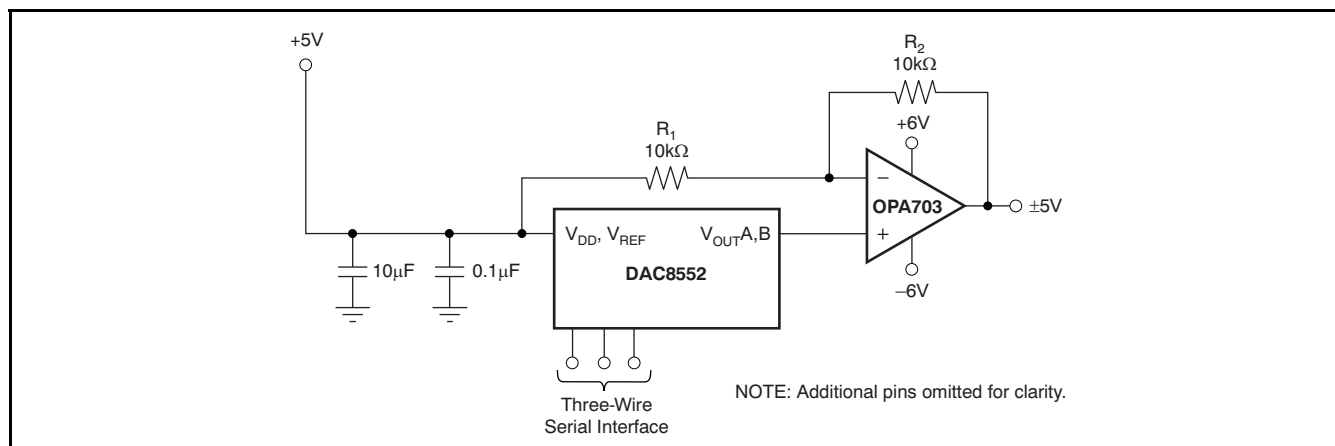 +5V
R2
10kΩ
+6V
R1
10kΩ
−
OPA703
±5V
+
−6V
VDD, VREF
VOUTA,B
DAC8552
10μF
0.1μF
Three-Wire
Serial Interface
NOTE: Additional pins omitted for clarity.